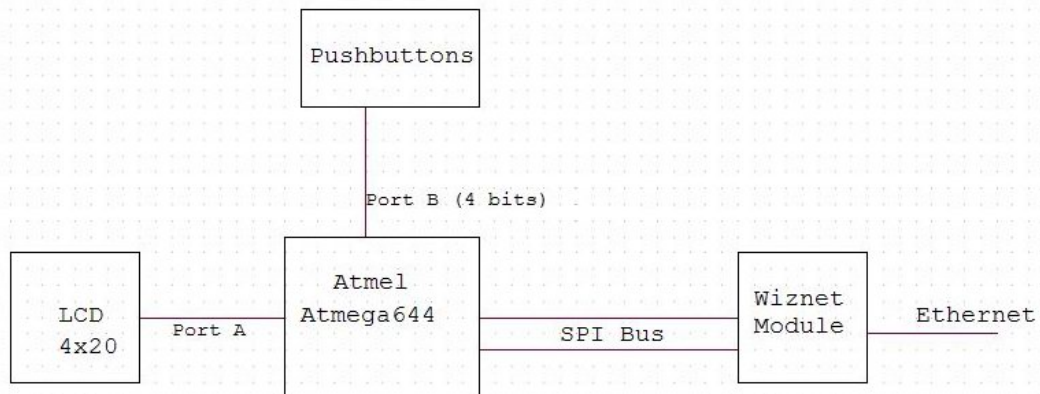 Pushbuttons
Port B (4 bits)
Atmel
Atmega644
LCD
4x20
Port A
SPI Bus
Wiznet
Module
Ethernet